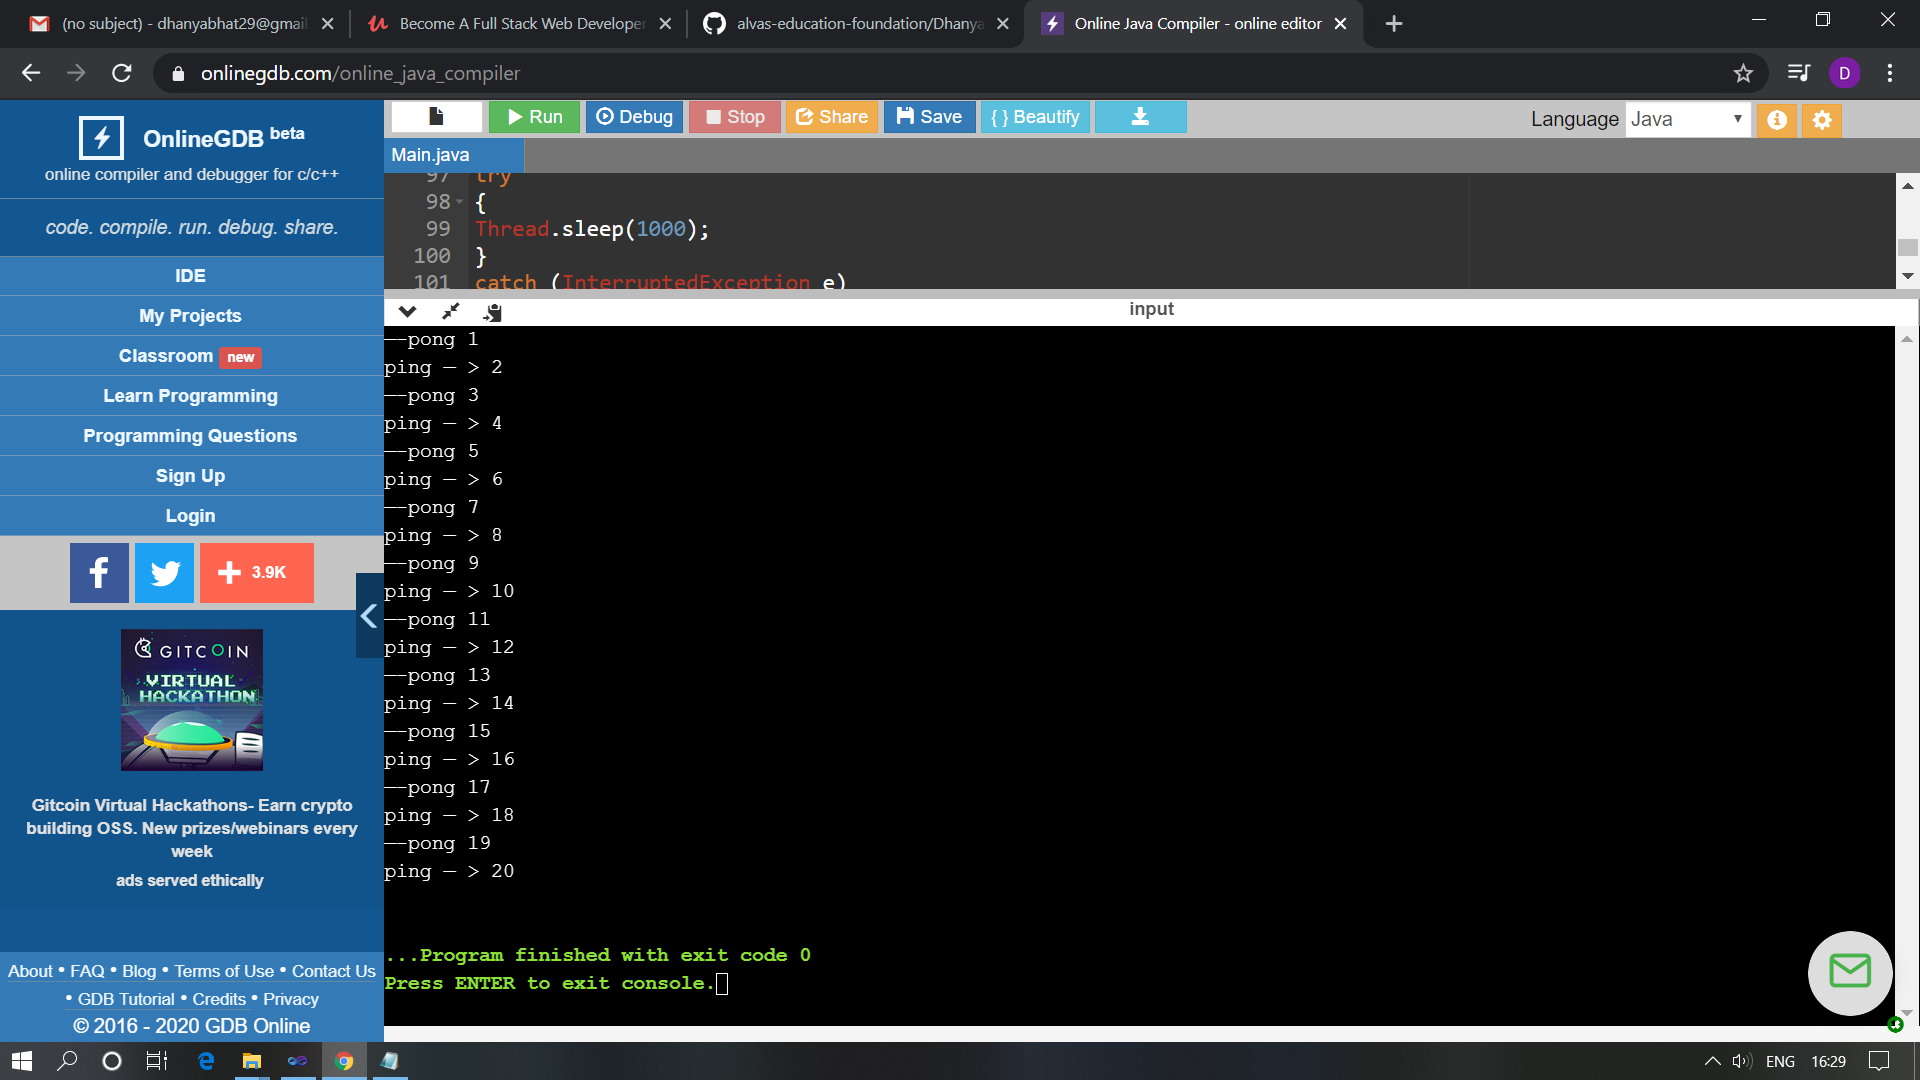 (no subject) - dhanyabhat29@gmail
Become A Full Stack Web Developer
alvas-education-foundation/Dhanya
Online Java Compiler - online editor
onlinegdb.com/online_java_compiler
D
OnlineGDB beta
online compiler and debugger for c/c++
code. compile. run. debug. share.
IDE
My Projects
Classroom new
Learn Programming
Programming Questions
Sign Up
Login
3.9K
GITCOIN
VIRTUAL
HACKATHON
Gitcoin Virtual Hackathons- Earn crypto
building OSS. New prizes/webinars every
week
ads served ethically
About • FAQ • Blog • Terms of Use • Contact Us
• GDB Tutorial • Credits • Privacy
© 2016 - 2020 GDB Online
Run
Debug
Stop
Share
Save
{ } Beautify
Language Java
Main.java
97 try
98 {
99 Thread.sleep(1000);
100 }
101 catch (InterruptedException e)
input
——pong 1
ping — > 2
——pong 3
ping — > 4
——pong 5
ping — > 6
——pong 7
ping — > 8
——pong 9
ping — > 10
——pong 11
ping — > 12
——pong 13
ping — > 14
——pong 15
ping — > 16
——pong 17
ping — > 18
——pong 19
ping — > 20
...Program finished with exit code 0
Press ENTER to exit console.
ENG 16:29